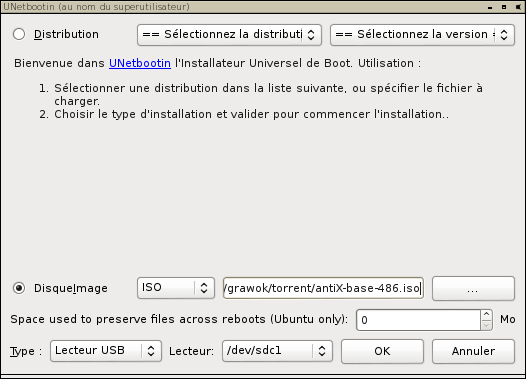 UNetbootin (au nom du superutilisateur)
Distribution == Sélectionnez la distributi == Sélectionnez la version =
Bienvenue dans UNetbootin l'Installateur Universel de Boot. Utilisation :
1. Sélectionner une distribution dans la liste suivante, ou spécifier le fichier à
charger.
2. Choisir le type d'installation et valider pour commencer l'installation..
DisqueImage ISO /grawok/torrent/antiX-base-486.iso ...
Space used to preserve files across reboots (Ubuntu only): 0 Mo
Type : Lecteur USB Lecteur: /dev/sdc1 OK Annuler